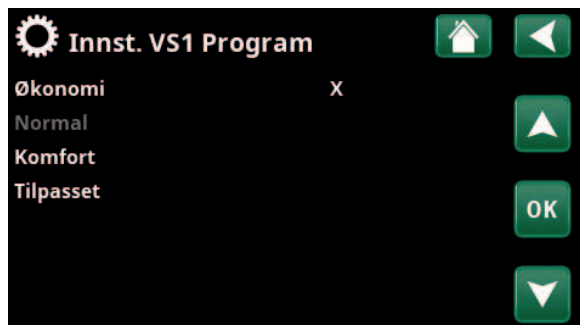 Innst. VS1 Program
Økonomi X
Normal
Komfort
Tilpasset
OK